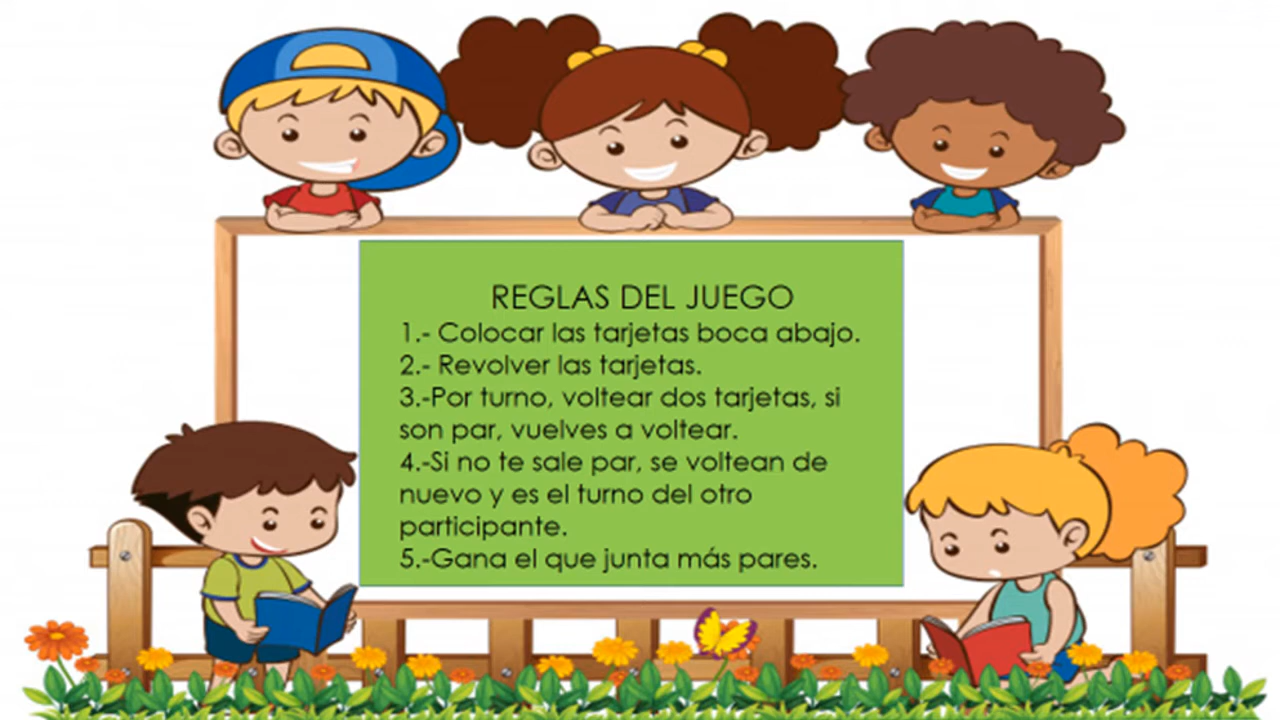 REGLAS DEL JUEGO
1.- Colocar las tarjetas boca abajo.
2.- Revolver las tarjetas.
3.-Por turno, voltear dos tarjetas, si
son par, vuelves a voltear.
4.-Si no te sale par, se voltean de
nuevo y es el turno del otro
participante.
5.-Gana el que junta más pares.